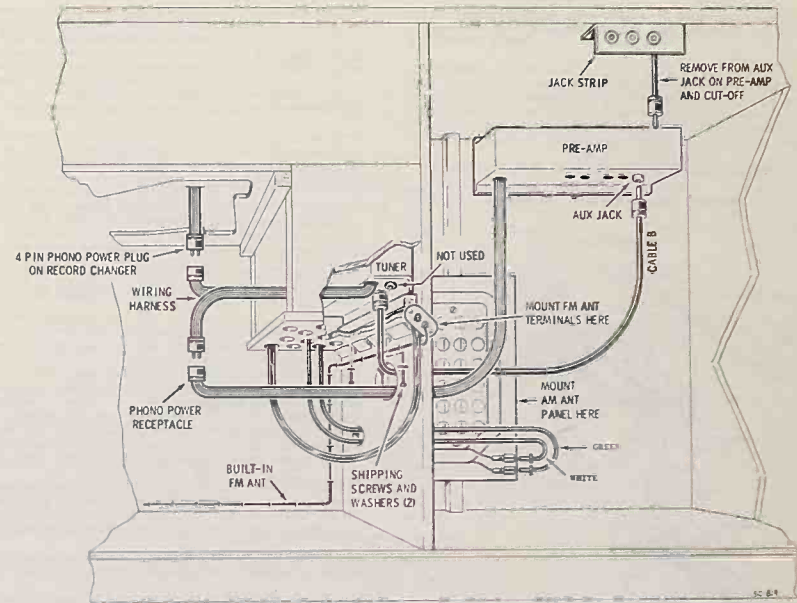 JACK STRIP
REMOVE FROM AUX
JACK ON PRE-AMP
AND CUT-OFF
PRE-AMP
AUX JACK
CABLE B
4 PIN PHONO POWER PLUG
ON RECORD CHANGER
TUNER
NOT USED
WIRING
HARNESS
MOUNT FM ANT
TERMINALS HERE
MOUNT
AM ANT
PANEL HERE
PHONO POWER
RECEPTACLE
BUILT-IN
FM ANT
SHIPPING
SCREWS AND
WASHERS (2)
GREEN
WHITE